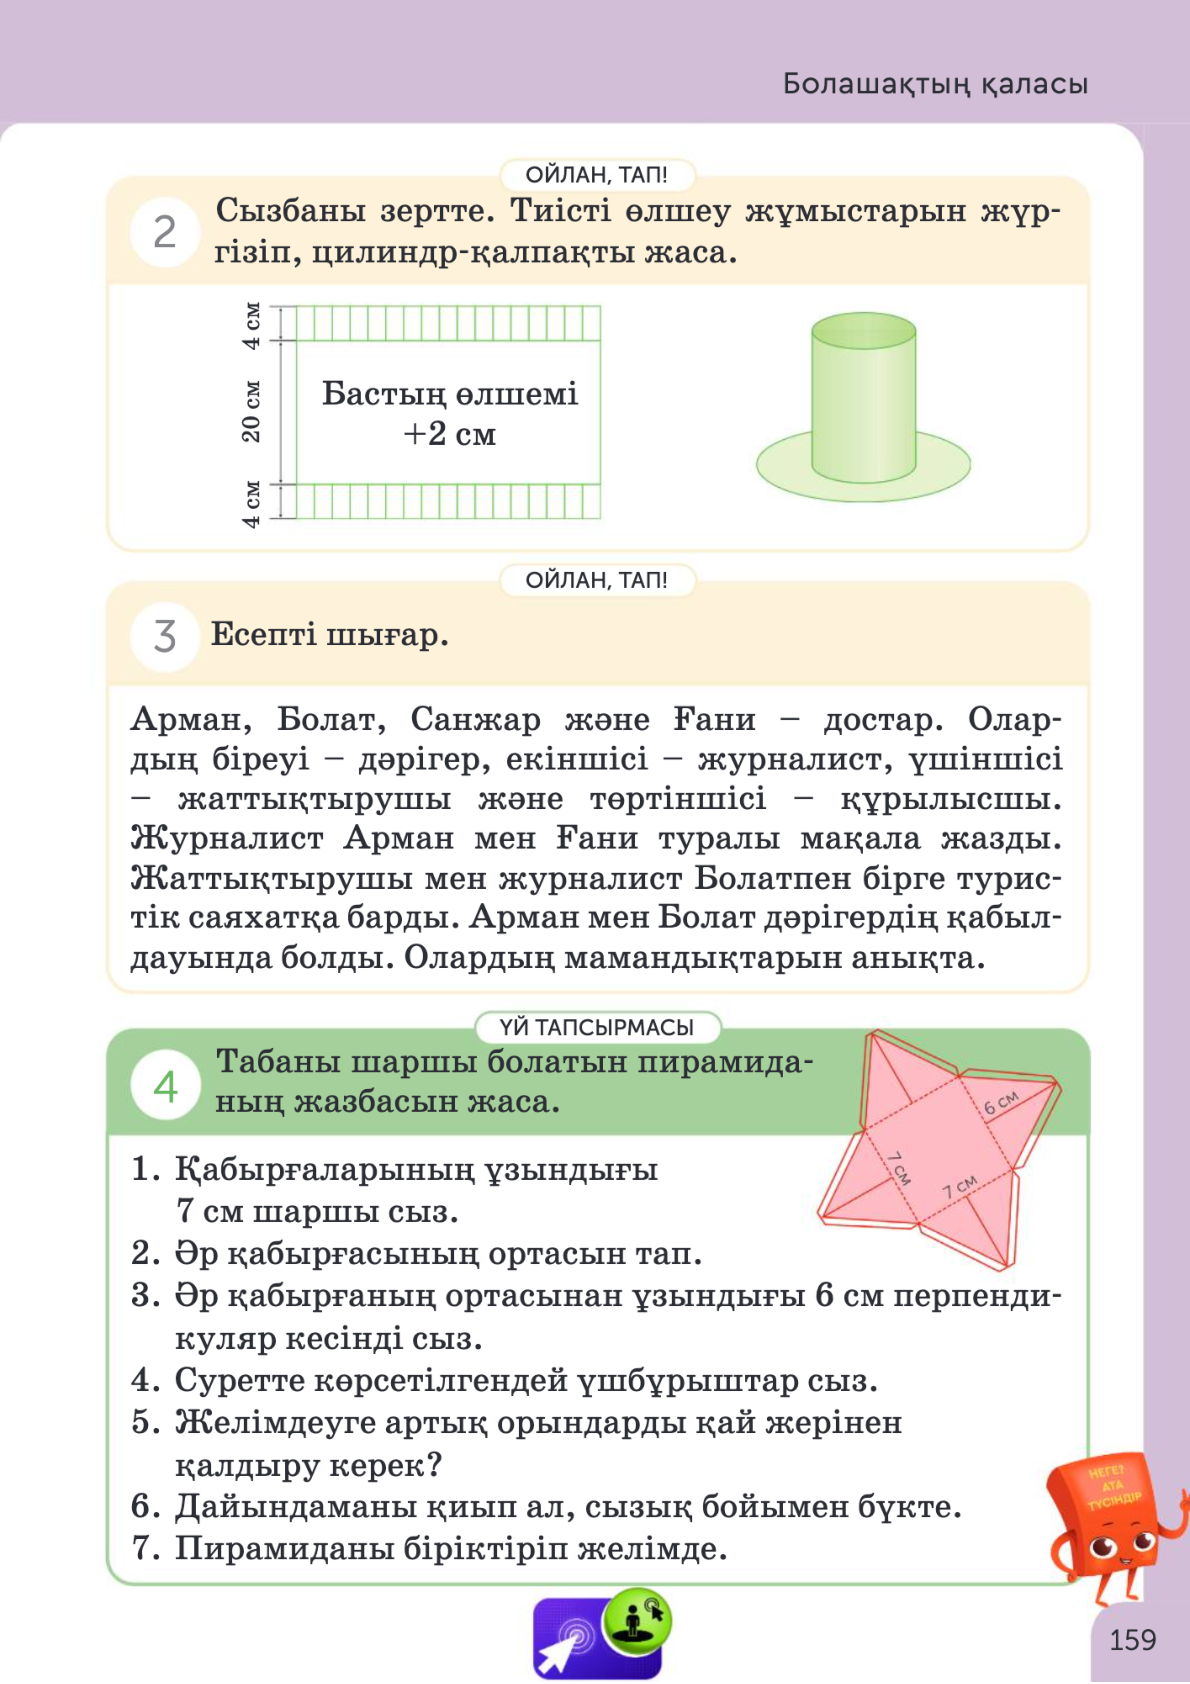 Болашақтың қаласы
ОЙЛАН, ТАП!
2
Сызбаны зертте. Тиісті өлшеу жұмыстарын жүр-
гізіп, цилиндр-қалпақты жаса.
4 см
20 см
4 см
Бастың өлшемі
+2 см
ОЙЛАН, ТАП!
3
Есепті шығар.
Арман, Болат, Санжар және Ғани – достар. Олар-
дың біреуі – дәрігер, екіншісі – журналист, үшіншісі
– жаттықтырушы және төртіншісі – құрылысшы.
Журналист Арман мен Ғани туралы мақала жазды.
Жаттықтырушы мен журналист Болатпен бірге турис-
тік саяхатқа барды. Арман мен Болат дәрігердің қабыл-
дауында болды. Олардың мамандықтарын анықта.
ҮЙ ТАПСЫРМАСЫ
4
Табаны шаршы болатын пирамида-
ның жазбасын жаса.
6 см
7 см
7 см
1. Қабырғаларының ұзындығы
7 см шаршы сыз.
2. Әр қабырғасының ортасын тап.
3. Әр қабырғаның ортасынан ұзындығы 6 см перпенди-
куляр кесінді сыз.
4. Суретте көрсетілгендей үшбұрыштар сыз.
5. Желімдеуге артық орындарды қай жерінен
қалдыру керек?
6. Дайындаманы қиып ал, сызық бойымен бүкте.
7. Пирамиданы біріктіріп желімде.
НЕГЕ?
АТА
ТҮСІНДІР
159